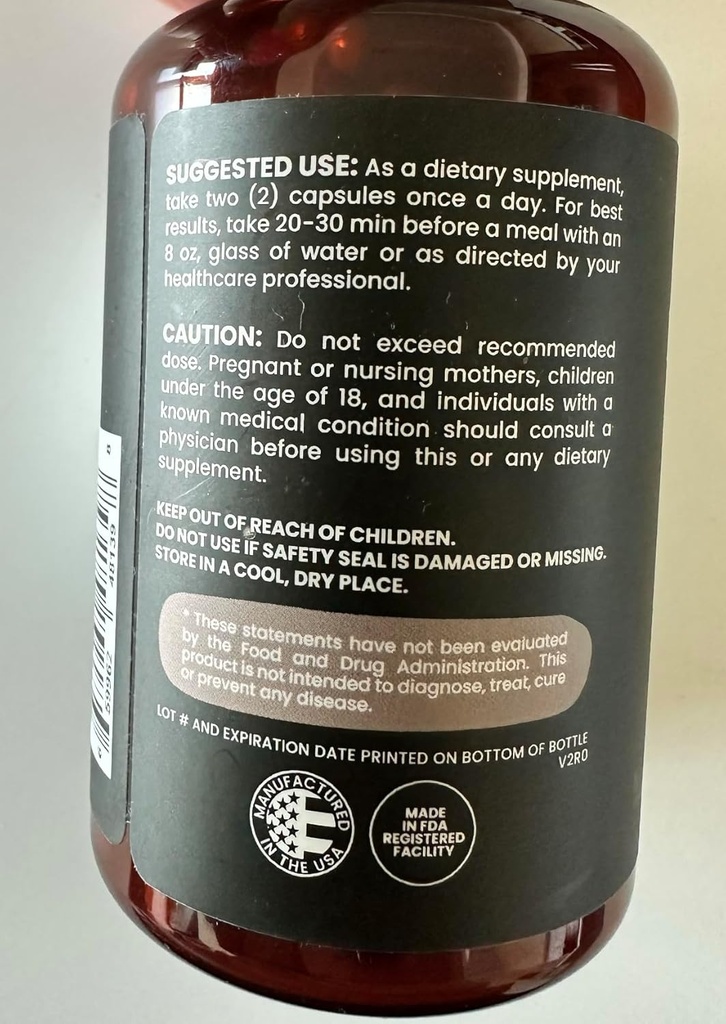 SUGGESTED USE: As a dietary supplement,
take two (2) capsules once a day. For best
results, take 20-30 min before a meal with an
8 oz, glass of water or as directed by your
healthcare professional.
CAUTION: Do not exceed recommended
dose. Pregnant or nursing mothers, children
under the age of 18, and individuals with a
known medical condition should consult a
physician before using this or any dietary
supplement.
KEEP OUT OF REACH OF CHILDREN.
DO NOT USE IF SAFETY SEAL IS DAMAGED OR MISSING.
STORE IN A COOL, DRY PLACE.
* These statements have not been evaluated
by the Food and Drug Administration. This
product is not intended to diagnose, treat, cure
or prevent any disease.
LOT # AND EXPIRATION DATE PRINTED ON BOTTOM OF BOTTLE
V2R0
MANUFACTURED
IN THE USA
MADE
IN FDA
REGISTERED
FACILITY